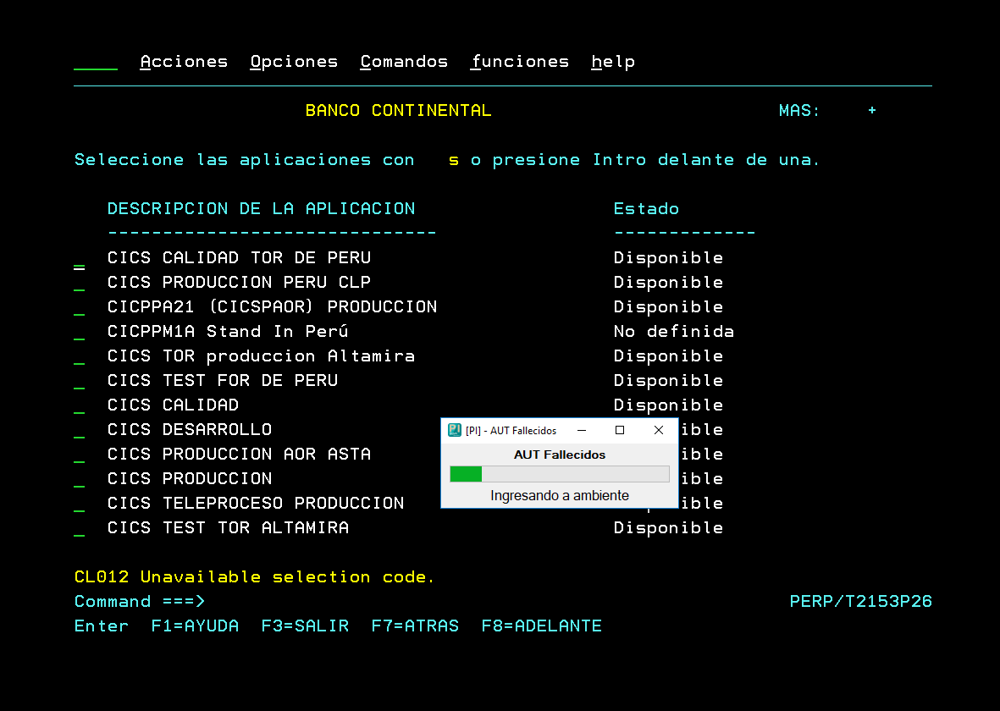 Acciones Opciones Comandos funciones help
BANCO CONTINENTAL MAS: +
Seleccione las aplicaciones con s o presione Intro delante de una.
DESCRIPCION DE LA APLICACION Estado
------------------------------ -------------
_ CICS CALIDAD TOR DE PERU Disponible
_ CICS PRODUCCION PERU CLP Disponible
_ CICPPA21 (CICSPAOR) PRODUCCION Disponible
_ CICPPM1A Stand In Perú No definida
_ CICS TOR produccion Altamira Disponible
_ CICS TEST FOR DE PERU Disponible
_ CICS CALIDAD Disponible
_ CICS DESARROLLO ible
_ CICS PRODUCCION AOR ASTA ible
_ CICS PRODUCCION ible
_ CICS TELEPROCESO PRODUCCION ible
_ CICS TEST TOR ALTAMIRA Disponible
[PI] - AUT Fallecidos
AUT Fallecidos
Ingresando a ambiente
CL012 Unavailable selection code.
Command ===> PERP/T2153P26
Enter F1=AYUDA F3=SALIR F7=ATRAS F8=ADELANTE